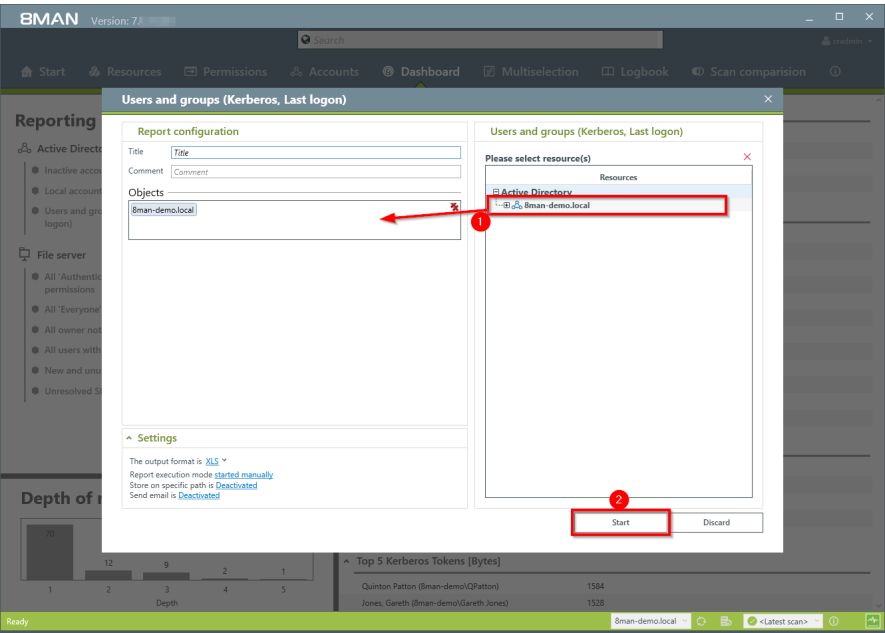 8MAN Version: 7.
Search
Start Resources Permissions Accounts Dashboard Multiselection Logbook Scan comparision
Users and groups (Kerberos, Last logon)
Reporting
Report configuration
Users and groups (Kerberos, Last logon)
Title Title
Comment Comment
Please select resource(s)
Resources
Active Directory
8man-demo.local
Objects
8man-demo.local
1
Active Directo
Inactive accou
Local account
Users and gro
logon)
File server
All 'Authentic
permissions
All 'Everyone'
All owner not
All users with
New and unu
Unresolved SI
Settings
The output format is XLS
Report execution mode started manually
Store on specific path is Deactivated
Send email is Deactivated
2
Start Discard
Depth of
70
12
9
2
1
1 2 3 4 5
Depth
Top 5 Kerberos Tokens [Bytes]
Quinton Patton (8man-demo\QPatton) 1584
Jones, Gareth (8man-demo\Gareth Jones) 1528
Ready
8man-demo.local <Latest scan>